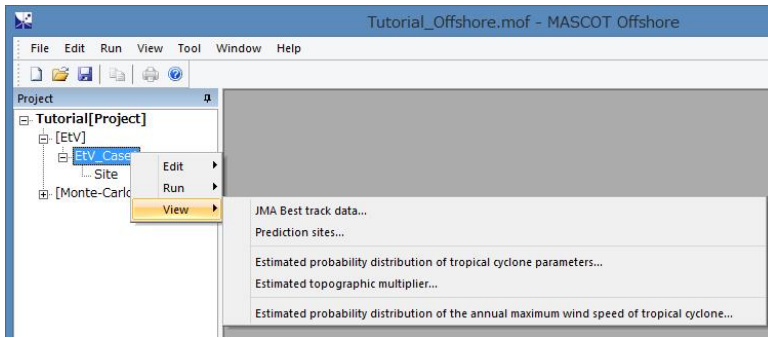 Tutorial_Offshore.mof - MASCOT Offshore
File Edit Run View Tool Window Help
Project
Tutorial[Project]
[EtV]
EtV_Case
Site
[Monte-Carlo
Edit
Run
View
JMA Best track data...
Prediction sites...
Estimated probability distribution of tropical cyclone parameters...
Estimated topographic multiplier...
Estimated probability distribution of the annual maximum wind speed of tropical cyclone...